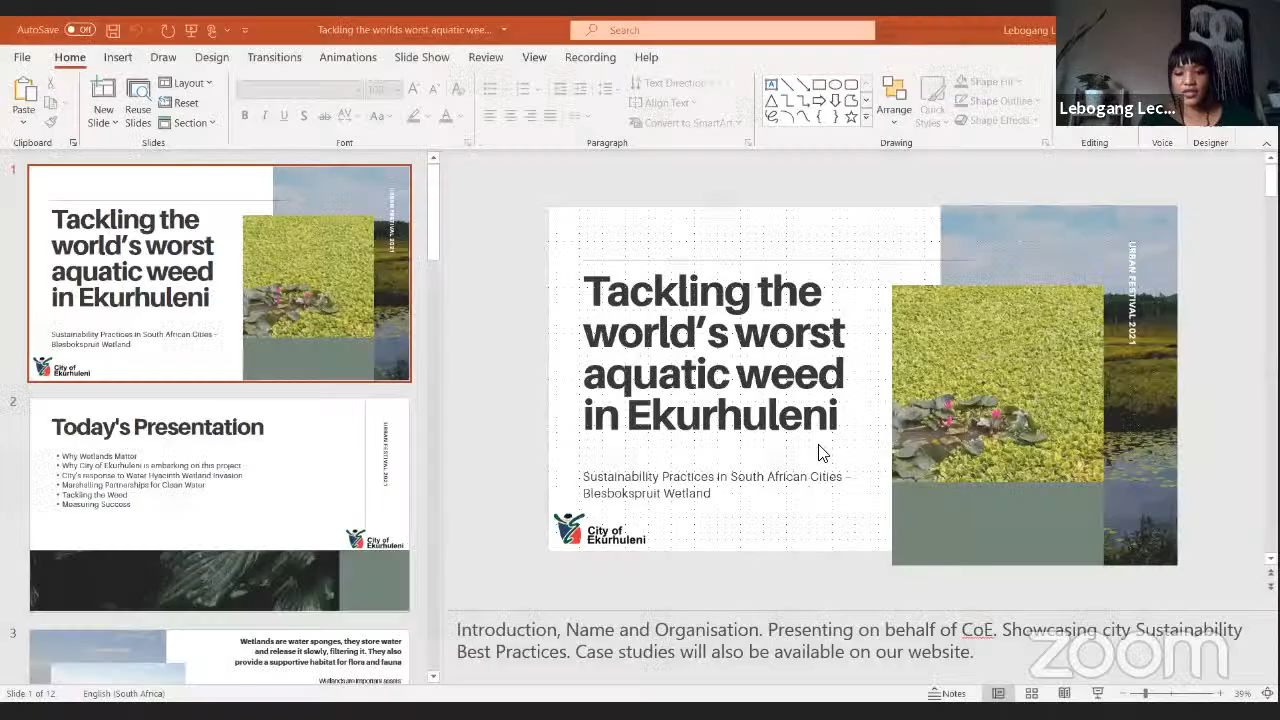 AutoSave Off
Tackling the worlds worst aquatic wee...
Search
Lebogang L
File Home Insert Draw Design Transitions Animations Slide Show Review View Recording Help
Paste
New
Slide
Reuse
Slides
Layout
Reset
Section
Text Direction
Align Text
Convert to SmartArt
Arrange
Quick
Styles
Shape Fill
Shape Outline
Shape Effects
Clipboard
Slides
Font
Paragraph
Drawing
Editing
Voice
Designer
Lebogang Lec...
1
Tackling the
world's worst
aquatic weed
in Ekurhuleni
Sustainability Practices in South African Cities –
Blesbokspruit Wetland
City of
Ekurhuleni
URBAN FESTIVAL 2021
2
Today's Presentation
• Why Wetlands Matter
• Why City of Ekurhuleni is embarking on this project
• City's response to Water Hyacinth Wetland Invasion
• Marshalling Partnerships for Clean Water
• Tackling the Weed
• Measuring Success
URBAN FESTIVAL 2021
City of
Ekurhuleni
3
Wetlands are water sponges, they store water
and release it slowly, filtering it. They also
provide a supportive habitat for flora and fauna
Wetlands are important assets
Tackling the
world's worst
aquatic weed
in Ekurhuleni
Sustainability Practices in South African Cities –
Blesbokspruit Wetland
City of
Ekurhuleni
URBAN FESTIVAL 2021
Introduction, Name and Organisation. Presenting on behalf of CoE. Showcasing city Sustainability
Best Practices. Case studies will also be available on our website.
zoom
Slide 1 of 12
English (South Africa)
Notes
39%